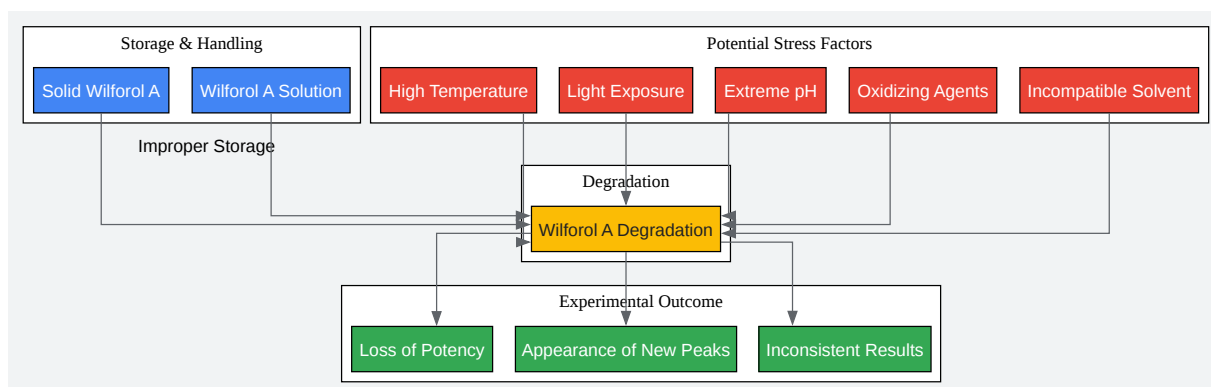 Storage & Handling
Potential Stress Factors
Solid Wilforol A
Wilforol A Solution
High Temperature
Light Exposure
Extreme pH
Oxidizing Agents
Incompatible Solvent
Improper Storage
Degradation
Wilforol A Degradation
Experimental Outcome
Loss of Potency
Appearance of New Peaks
Inconsistent Results